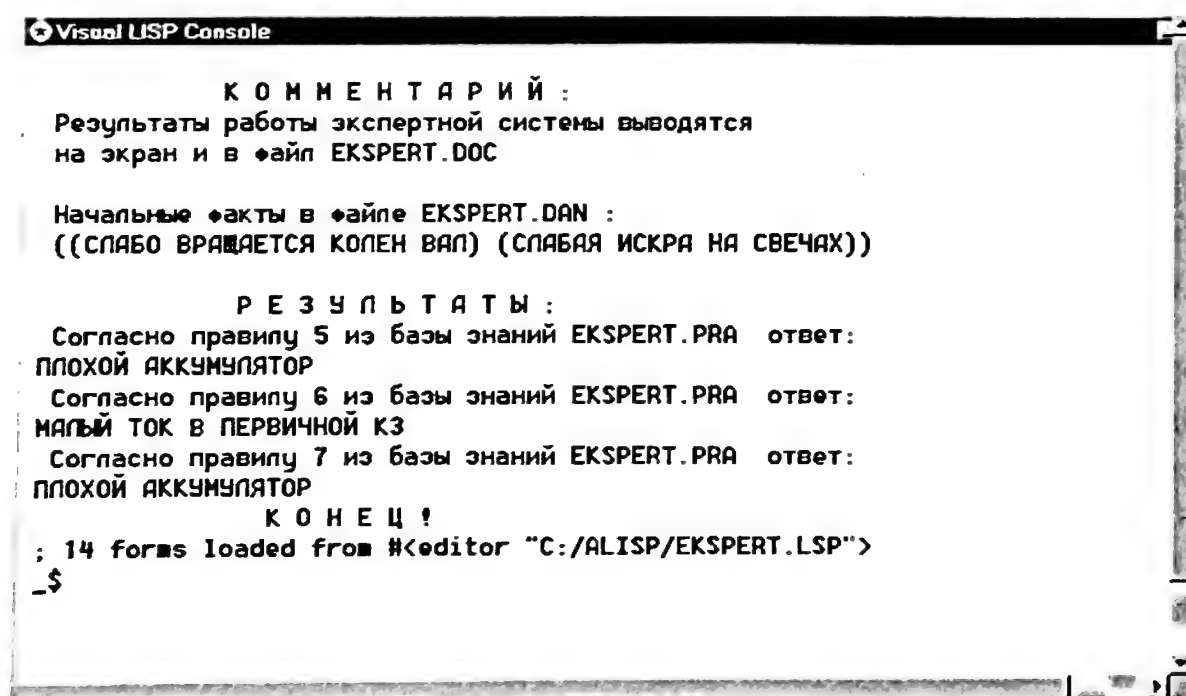 Visual LISP Console
К О М М Е Н Т А Р И Й :
Результаты работы экспертной системы выводятся
на экран и в файл EKSPERT.DOC
Начальные факты в файле EKSPERT.DAN :
((СЛАБО ВРАЩАЕТСЯ КОЛЕН ВАЛ) (СЛАБАЯ ИСКРА НА СВЕЧАХ))
Р Е З У Л Ь Т А Т Ы :
Согласно правилу 5 из базы знаний EKSPERT.PRA ответ:
ПЛОХОЙ АККУМУЛЯТОР
Согласно правилу 6 из базы знаний EKSPERT.PRA ответ:
МАЛЫЙ ТОК В ПЕРВИЧНОЙ КЗ
Согласно правилу 7 из базы знаний EKSPERT.PRA ответ:
ПЛОХОЙ АККУМУЛЯТОР
К О Н Е Ц !
; 14 forms loaded from #<editor "C:/ALISP/EKSPERT.LSP">
_$